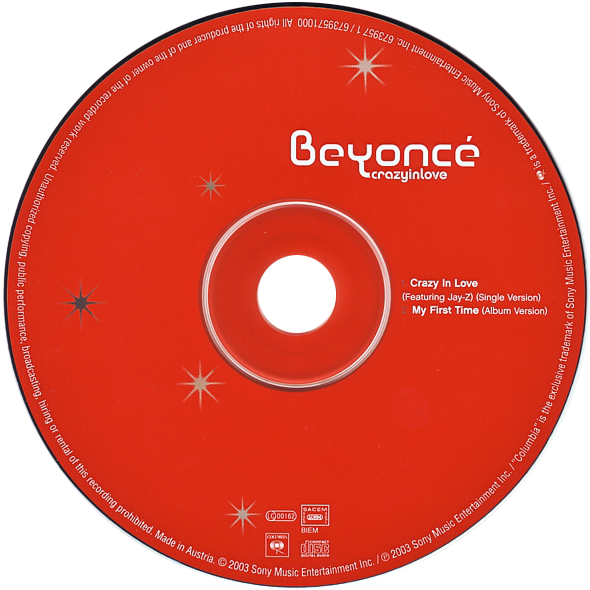 Beyoncé
crazyinlove
Crazy In Love
(Featuring Jay-Z) (Single Version)
My First Time (Album Version)
LC 00162
SACEM
BIEM
COLUMBIA
COMPACT
disc
DIGITAL AUDIO
673957 1 / 6739571000 All rights of the producer and of the owner of the recorded work reserved. Unauthorized copying, public performance, broadcasting, hiring or rental of this recording prohibited. Made in Austria. © 2003 Sony Music Entertainment Inc. / ℗ 2003 Sony Music Entertainment Inc. / "Columbia" is the exclusive trademark of Sony Music Entertainment Inc. / is a trademark of Sony Music Entertainment Inc.